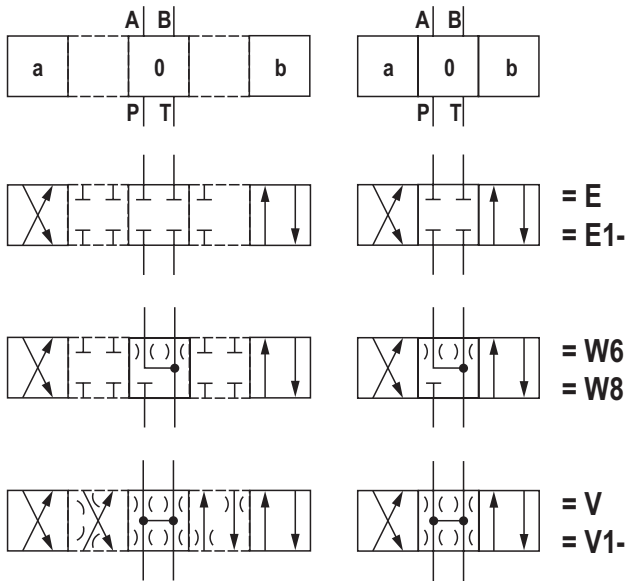 A B A B
a 0 b a 0 b
P T P T
= E
= E1-
= W6
= W8
= V
= V1-